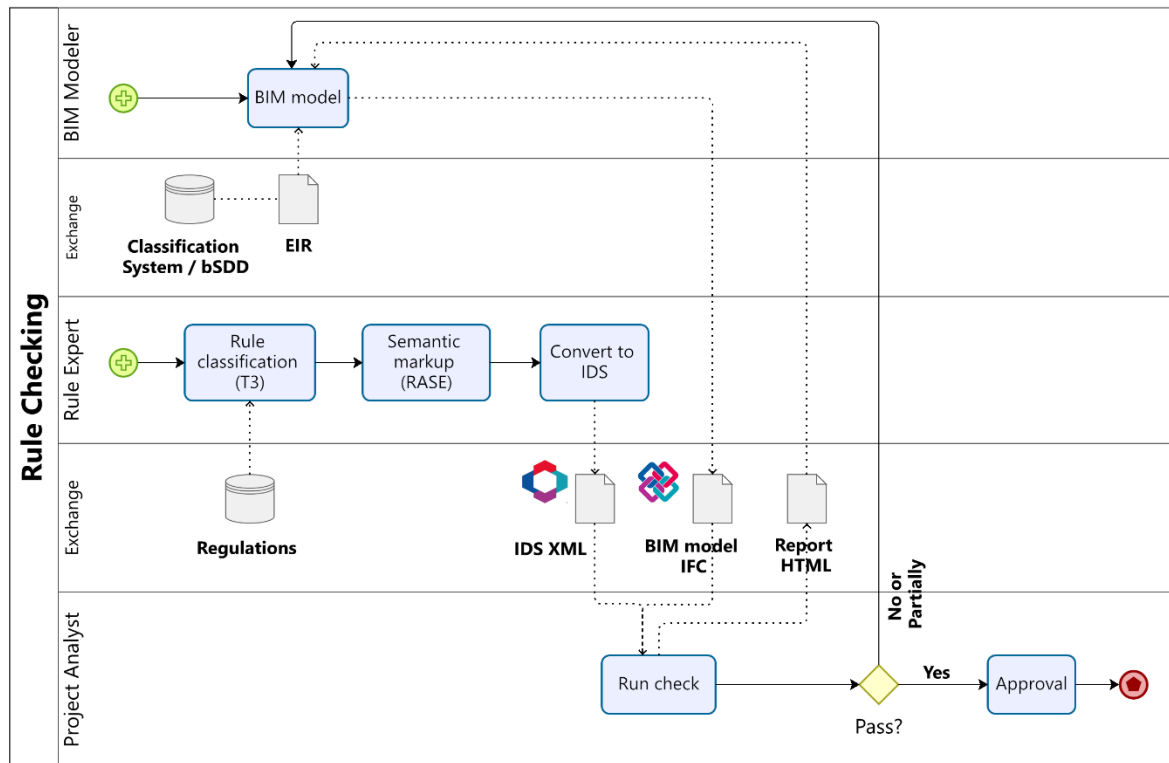 Rule Checking
BIM Modeler
BIM model
Exchange
Classification
System / bSDD
EIR
Rule Expert
Rule
classification
(T3)
Semantic
markup
(RASE)
Convert to
IDS
Exchange
Regulations
IDS XML
BIM model
IFC
Report
HTML
Project Analyst
Run check
Pass?
No or
Partially
Yes
Approval